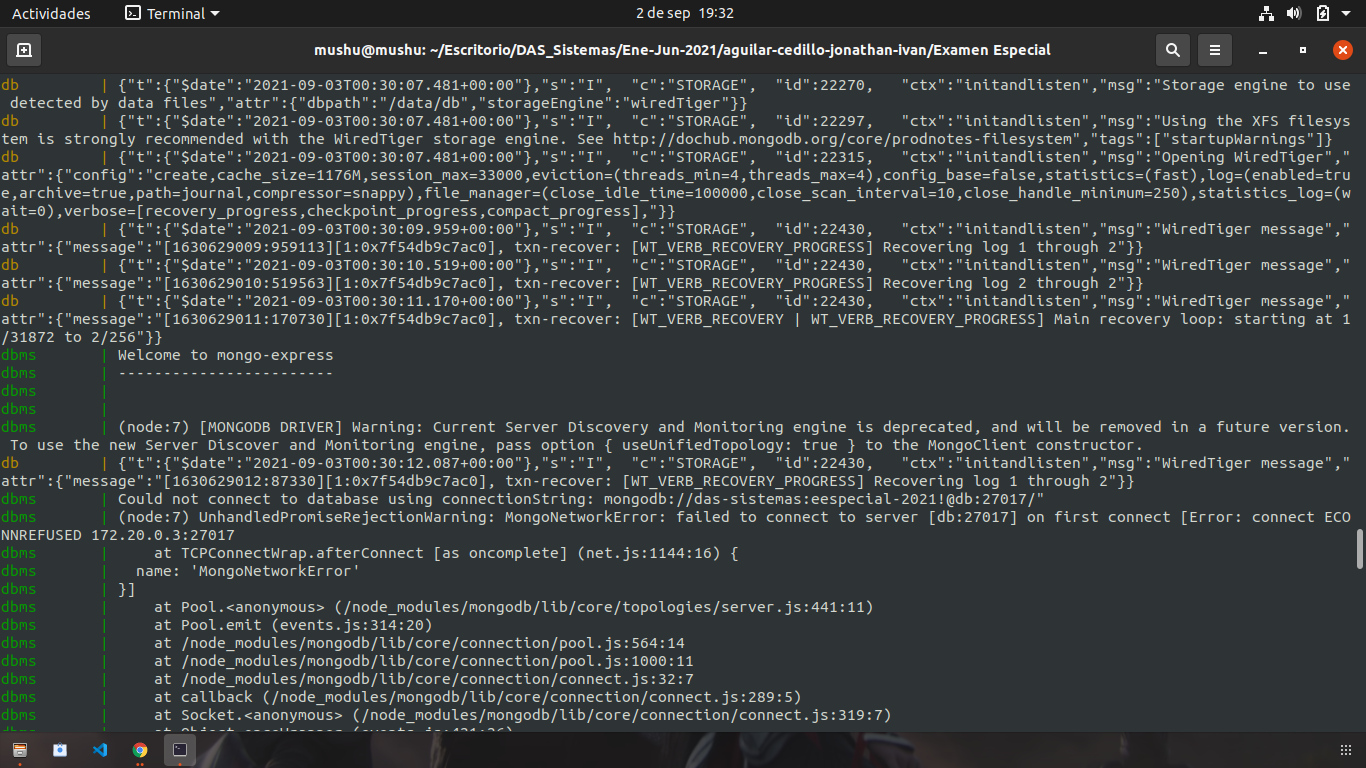 Actividades
Terminal
2 de sep 19:32
mushu@mushu: ~/Escritorio/DAS_Sistemas/Ene-Jun-2021/aguilar-cedillo-jonathan-ivan/Examen Especial
db | {"t":{"$date":"2021-09-03T00:30:07.481+00:00"},"s":"I", "c":"STORAGE", "id":22270, "ctx":"initandlisten","msg":"Storage engine to use
detected by data files","attr":{"dbpath":"/data/db","storageEngine":"wiredTiger"}}
db | {"t":{"$date":"2021-09-03T00:30:07.481+00:00"},"s":"I", "c":"STORAGE", "id":22297, "ctx":"initandlisten","msg":"Using the XFS filesys
tem is strongly recommended with the WiredTiger storage engine. See http://dochub.mongodb.org/core/prodnotes-filesystem","tags":["startupWarnings"]}
db | {"t":{"$date":"2021-09-03T00:30:07.481+00:00"},"s":"I", "c":"STORAGE", "id":22315, "ctx":"initandlisten","msg":"Opening WiredTiger","
attr":{"config":"create,cache_size=1176M,session_max=33000,eviction=(threads_min=4,threads_max=4),config_base=false,statistics=(fast),log=(enabled=tru
e,archive=true,path=journal,compressor=snappy),file_manager=(close_idle_time=100000,close_scan_interval=10,close_handle_minimum=250),statistics_log=(w
ait=0),verbose=[recovery_progress,checkpoint_progress,compact_progress],"}}
db | {"t":{"$date":"2021-09-03T00:30:09.959+00:00"},"s":"I", "c":"STORAGE", "id":22430, "ctx":"initandlisten","msg":"WiredTiger message","
attr":{"message":"[1630629009:959113][1:0x7f54db9c7ac0], txn-recover: [WT_VERB_RECOVERY_PROGRESS] Recovering log 1 through 2"}}
db | {"t":{"$date":"2021-09-03T00:30:10.519+00:00"},"s":"I", "c":"STORAGE", "id":22430, "ctx":"initandlisten","msg":"WiredTiger message","
attr":{"message":"[1630629010:519563][1:0x7f54db9c7ac0], txn-recover: [WT_VERB_RECOVERY_PROGRESS] Recovering log 2 through 2"}}
db | {"t":{"$date":"2021-09-03T00:30:11.170+00:00"},"s":"I", "c":"STORAGE", "id":22430, "ctx":"initandlisten","msg":"WiredTiger message","
attr":{"message":"[1630629011:170730][1:0x7f54db9c7ac0], txn-recover: [WT_VERB_RECOVERY | WT_VERB_RECOVERY_PROGRESS] Main recovery loop: starting at 1
/31872 to 2/256"}}
dbms | Welcome to mongo-express
dbms | ------------------------
dbms |
dbms |
dbms | (node:7) [MONGODB DRIVER] Warning: Current Server Discovery and Monitoring engine is deprecated, and will be removed in a future version.
To use the new Server Discover and Monitoring engine, pass option { useUnifiedTopology: true } to the MongoClient constructor.
db | {"t":{"$date":"2021-09-03T00:30:12.087+00:00"},"s":"I", "c":"STORAGE", "id":22430, "ctx":"initandlisten","msg":"WiredTiger message","
attr":{"message":"[1630629012:87330][1:0x7f54db9c7ac0], txn-recover: [WT_VERB_RECOVERY_PROGRESS] Recovering log 1 through 2"}}
dbms | Could not connect to database using connectionString: mongodb://das-sistemas:eespecial-2021!@db:27017/"
dbms | (node:7) UnhandledPromiseRejectionWarning: MongoNetworkError: failed to connect to server [db:27017] on first connect [Error: connect ECO
NNREFUSED 172.20.0.3:27017
dbms | at TCPConnectWrap.afterConnect [as oncomplete] (net.js:1144:16) {
dbms | name: 'MongoNetworkError'
dbms | }]
dbms | at Pool.<anonymous> (/node_modules/mongodb/lib/core/topologies/server.js:441:11)
dbms | at Pool.emit (events.js:314:20)
dbms | at /node_modules/mongodb/lib/core/connection/pool.js:564:14
dbms | at /node_modules/mongodb/lib/core/connection/pool.js:1000:11
dbms | at /node_modules/mongodb/lib/core/connection/connect.js:32:7
dbms | at callback (/node_modules/mongodb/lib/core/connection/connect.js:289:5)
dbms | at Socket.<anonymous> (/node_modules/mongodb/lib/core/connection/connect.js:319:7)